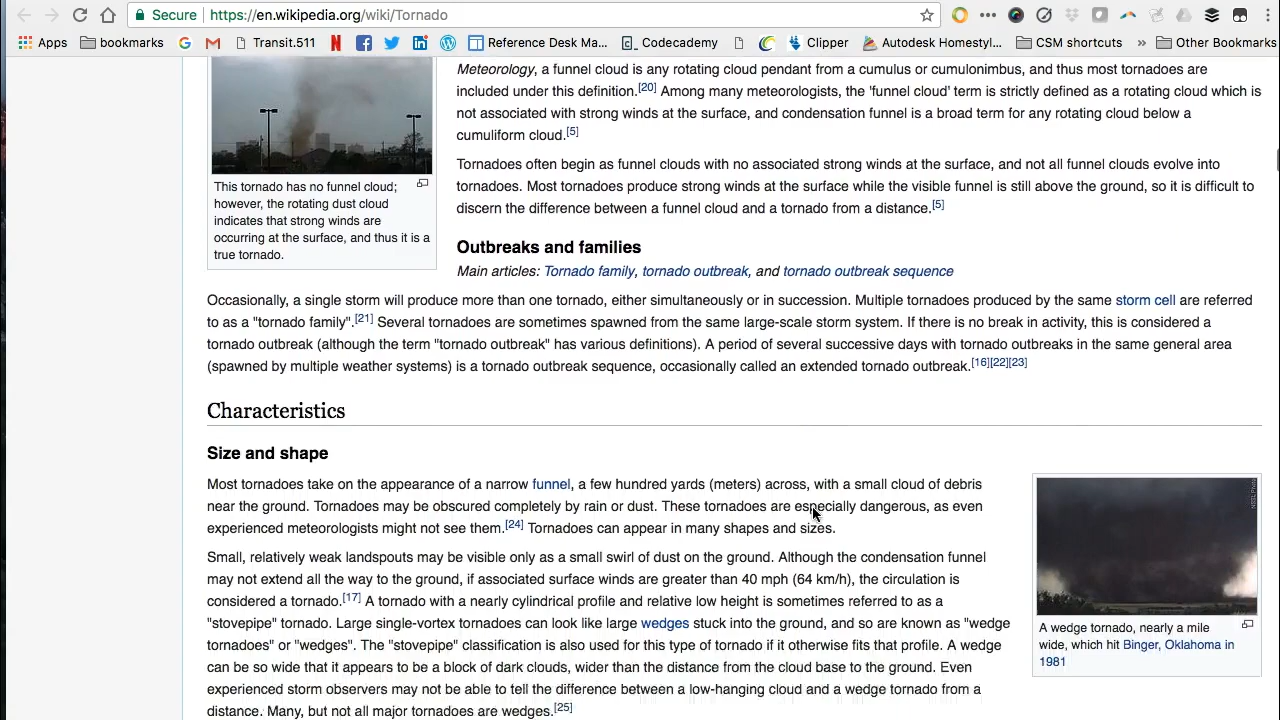 Secure https://en.wikipedia.org/wiki/Tornado
Apps bookmarks Transit.511 Reference Desk Ma... Codecademy Clipper Autodesk Homestyl... CSM shortcuts » Other Bookmarks
This tornado has no funnel cloud;
however, the rotating dust cloud
indicates that strong winds are
occurring at the surface, and thus it is a
true tornado.
Meteorology, a funnel cloud is any rotating cloud pendant from a cumulus or cumulonimbus, and thus most tornadoes are
included under this definition.[20] Among many meteorologists, the 'funnel cloud' term is strictly defined as a rotating cloud which is
not associated with strong winds at the surface, and condensation funnel is a broad term for any rotating cloud below a
cumuliform cloud.[5]
Tornadoes often begin as funnel clouds with no associated strong winds at the surface, and not all funnel clouds evolve into
tornadoes. Most tornadoes produce strong winds at the surface while the visible funnel is still above the ground, so it is difficult to
discern the difference between a funnel cloud and a tornado from a distance.[5]
Outbreaks and families
Main articles: Tornado family, tornado outbreak, and tornado outbreak sequence
Occasionally, a single storm will produce more than one tornado, either simultaneously or in succession. Multiple tornadoes produced by the same storm cell are referred
to as a "tornado family".[21] Several tornadoes are sometimes spawned from the same large-scale storm system. If there is no break in activity, this is considered a
tornado outbreak (although the term "tornado outbreak" has various definitions). A period of several successive days with tornado outbreaks in the same general area
(spawned by multiple weather systems) is a tornado outbreak sequence, occasionally called an extended tornado outbreak.[16][22][23]
Characteristics
Size and shape
Most tornadoes take on the appearance of a narrow funnel, a few hundred yards (meters) across, with a small cloud of debris
near the ground. Tornadoes may be obscured completely by rain or dust. These tornadoes are especially dangerous, as even
experienced meteorologists might not see them.[24] Tornadoes can appear in many shapes and sizes.
Small, relatively weak landspouts may be visible only as a small swirl of dust on the ground. Although the condensation funnel
may not extend all the way to the ground, if associated surface winds are greater than 40 mph (64 km/h), the circulation is
considered a tornado.[17] A tornado with a nearly cylindrical profile and relative low height is sometimes referred to as a
"stovepipe" tornado. Large single-vortex tornadoes can look like large wedges stuck into the ground, and so are known as "wedge
tornadoes" or "wedges". The "stovepipe" classification is also used for this type of tornado if it otherwise fits that profile. A wedge
can be so wide that it appears to be a block of dark clouds, wider than the distance from the cloud base to the ground. Even
experienced storm observers may not be able to tell the difference between a low-hanging cloud and a wedge tornado from a
distance. Many, but not all major tornadoes are wedges.[25]
A wedge tornado, nearly a mile
wide, which hit Binger, Oklahoma in
1981